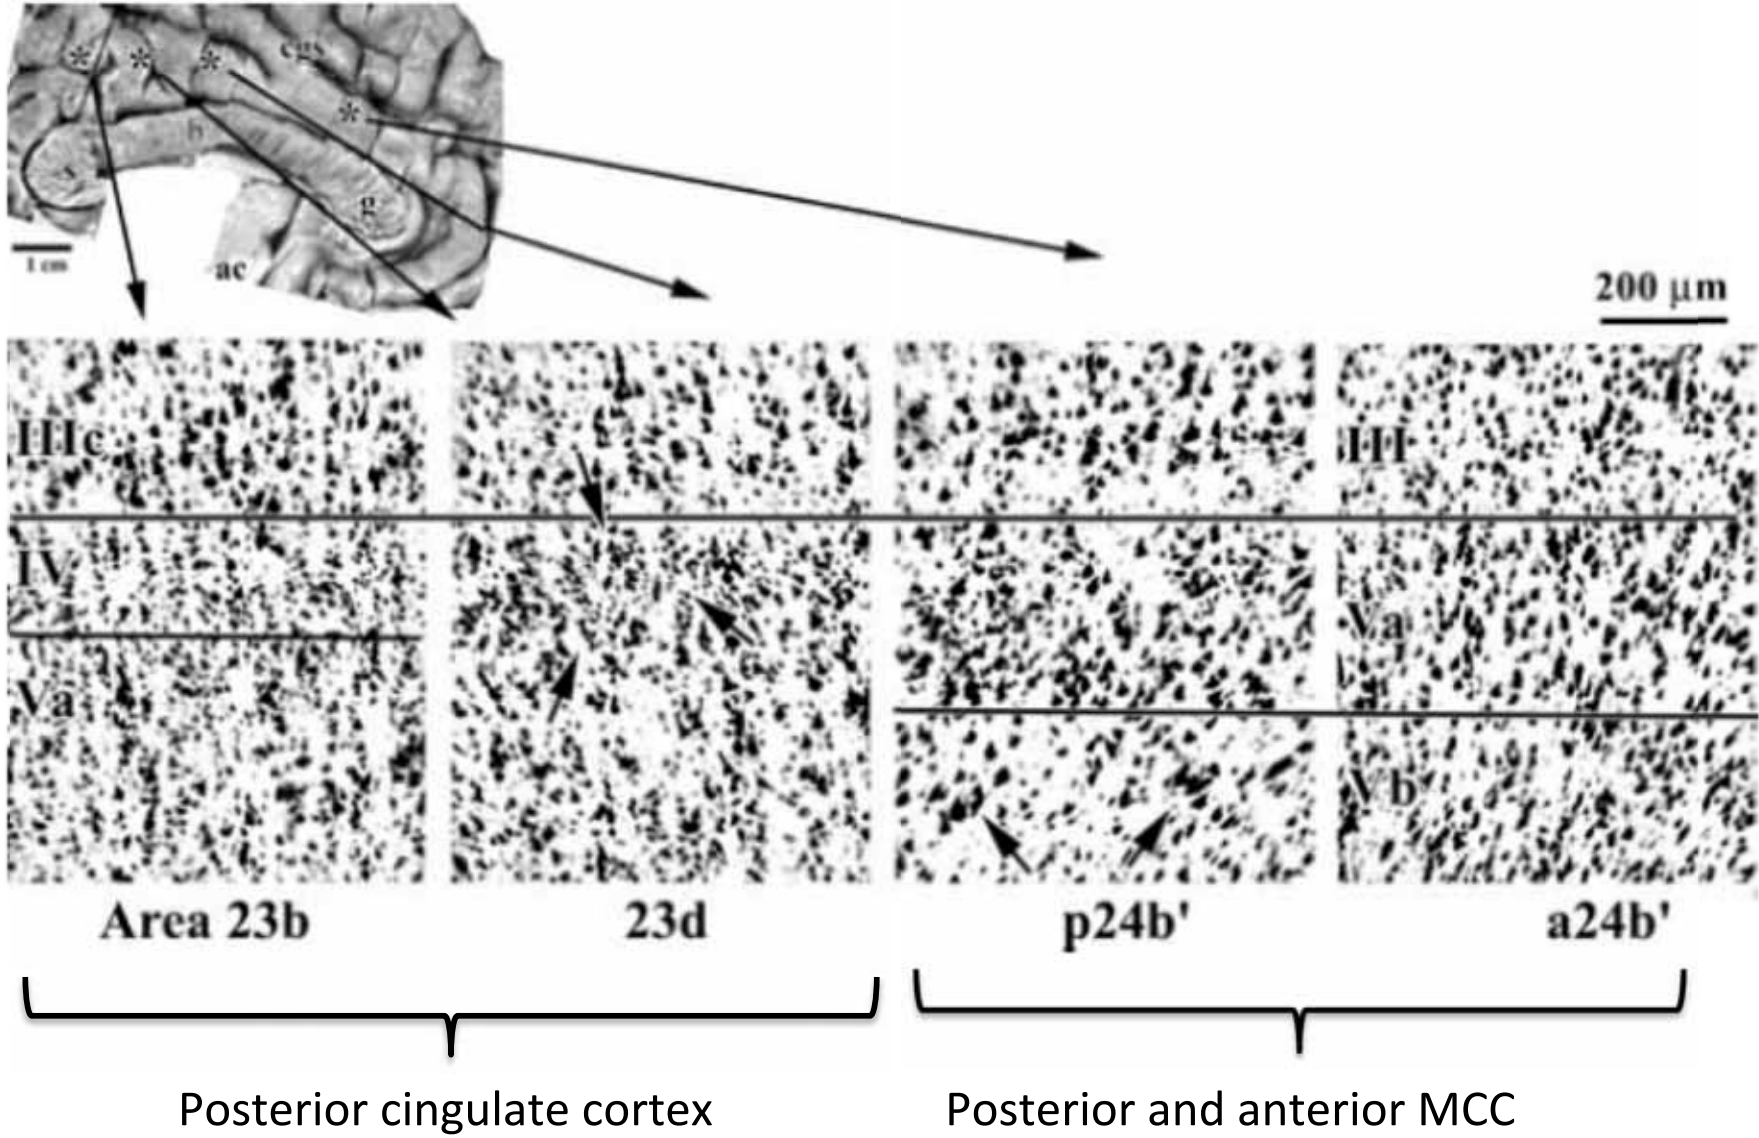 * * * cgs
*
b
s
g
1 cm
ac
200 μm
IIIc
III
IV
Va
Va
Vb
Area 23b 23d p24b' a24b'
Posterior cingulate cortex Posterior and anterior MCC